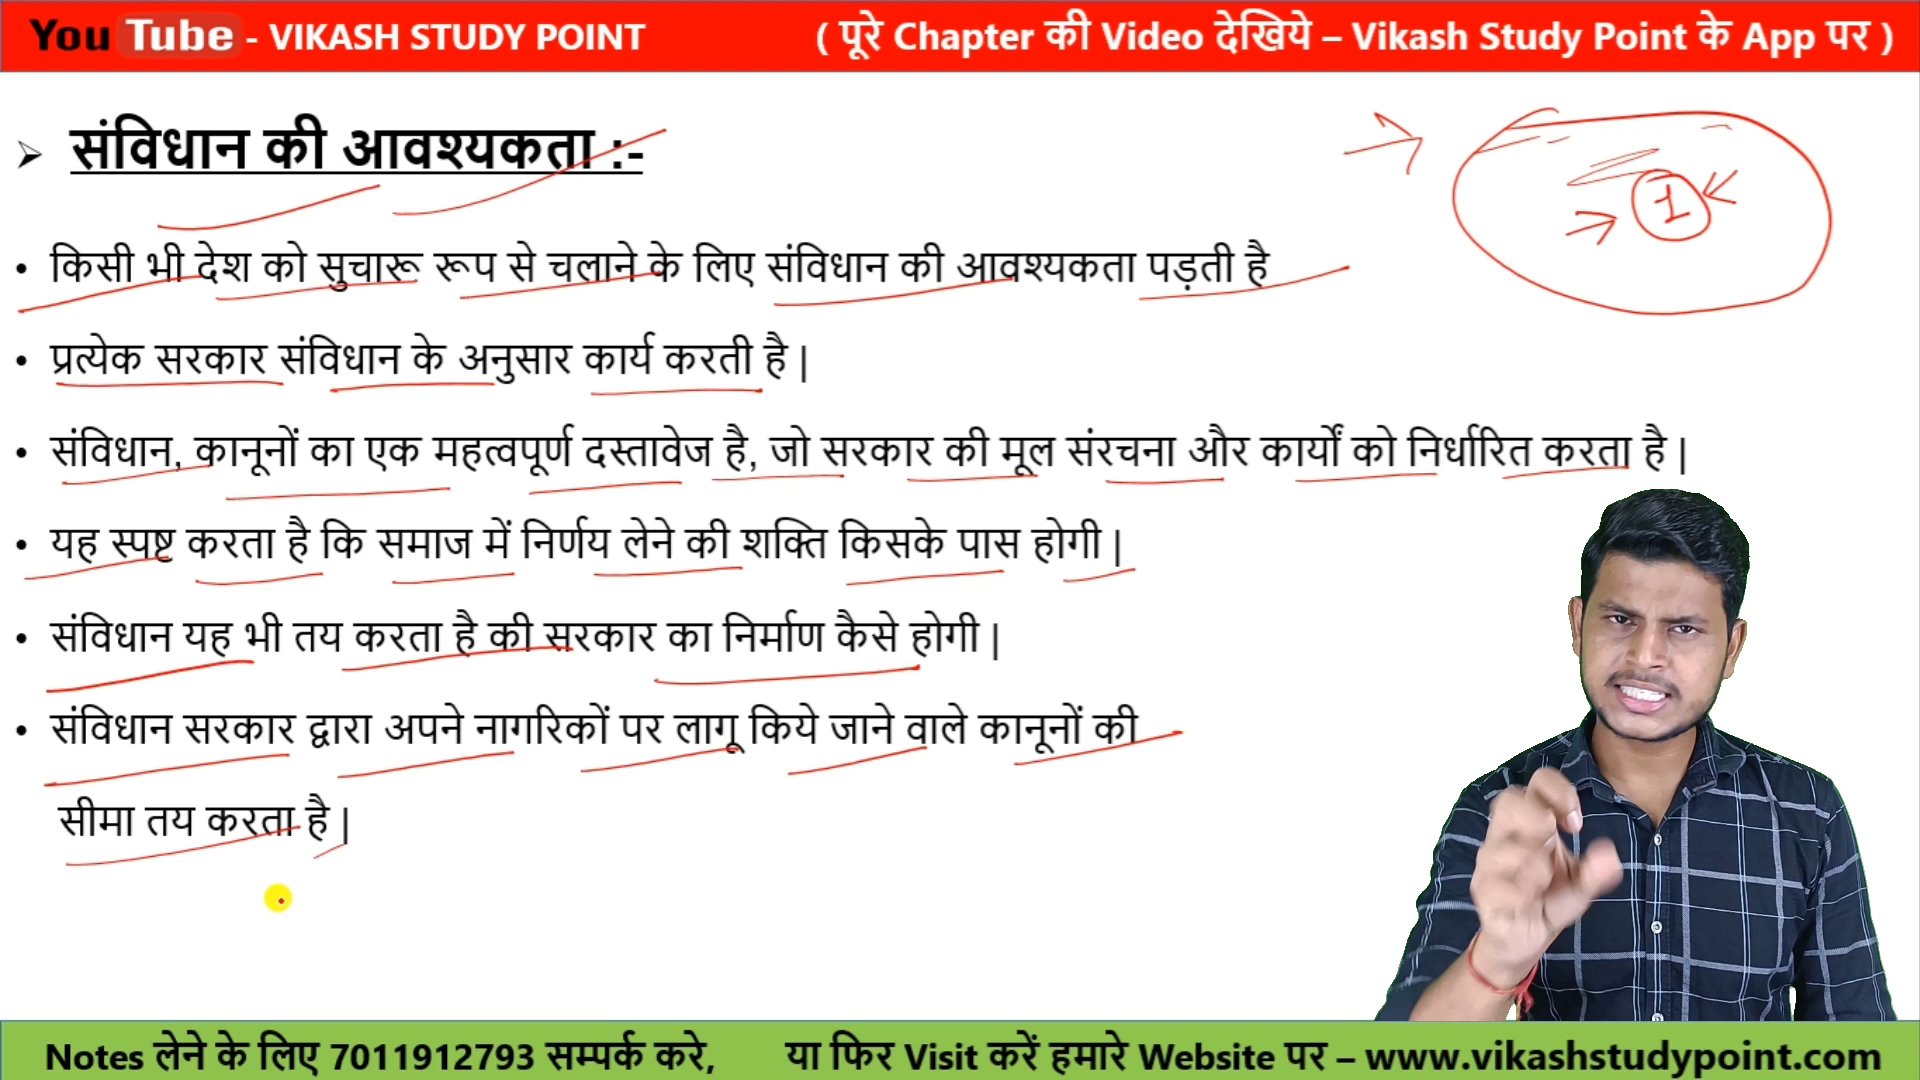 You Tube - VIKASH STUDY POINT ( पूरे Chapter की Video देखिये – Vikash Study Point के App पर )
➢ संविधान की आवश्यकता :-
1
• किसी भी देश को सुचारू रूप से चलाने के लिए संविधान की आवश्यकता पड़ती है
• प्रत्येक सरकार संविधान के अनुसार कार्य करती है |
• संविधान, कानूनों का एक महत्वपूर्ण दस्तावेज है, जो सरकार की मूल संरचना और कार्यों को निर्धारित करता है |
• यह स्पष्ट करता है कि समाज में निर्णय लेने की शक्ति किसके पास होगी |
• संविधान यह भी तय करता है की सरकार का निर्माण कैसे होगी |
• संविधान सरकार द्वारा अपने नागरिकों पर लागू किये जाने वाले कानूनों की
सीमा तय करता है |
Notes लेने के लिए 7011912793 सम्पर्क करे, या फिर Visit करें हमारे Website पर – www.vikashstudypoint.com